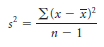 s² = Σ(x − x̅)² / n − 1